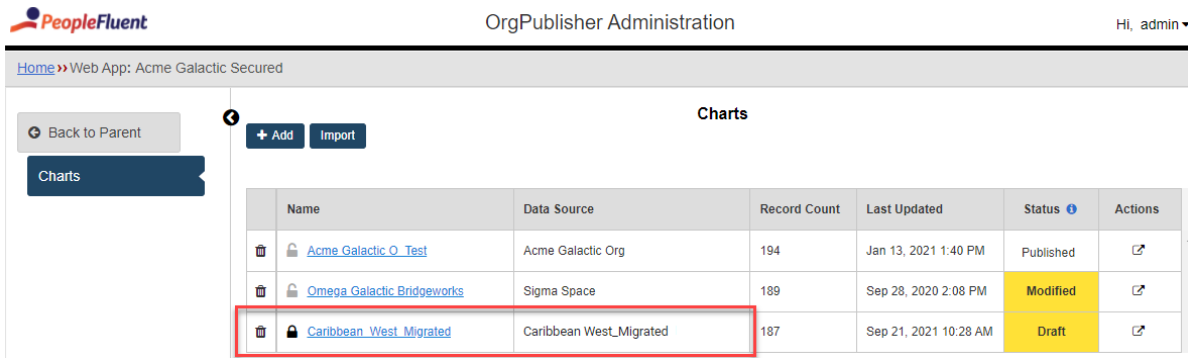 PeopleFluent OrgPublisher Administration Hi, admin
Home ›› Web App: Acme Galactic Secured
Charts
Back to Parent
+ Add Import
Charts
Name Data Source Record Count Last Updated Status Actions
Acme Galactic O_Test Acme Galactic Org 194 Jan 13, 2021 1:40 PM Published
Omega Galactic Bridgeworks Sigma Space 189 Sep 28, 2020 2:08 PM Modified
Caribbean_West_Migrated Caribbean West_Migrated 187 Sep 21, 2021 10:28 AM Draft